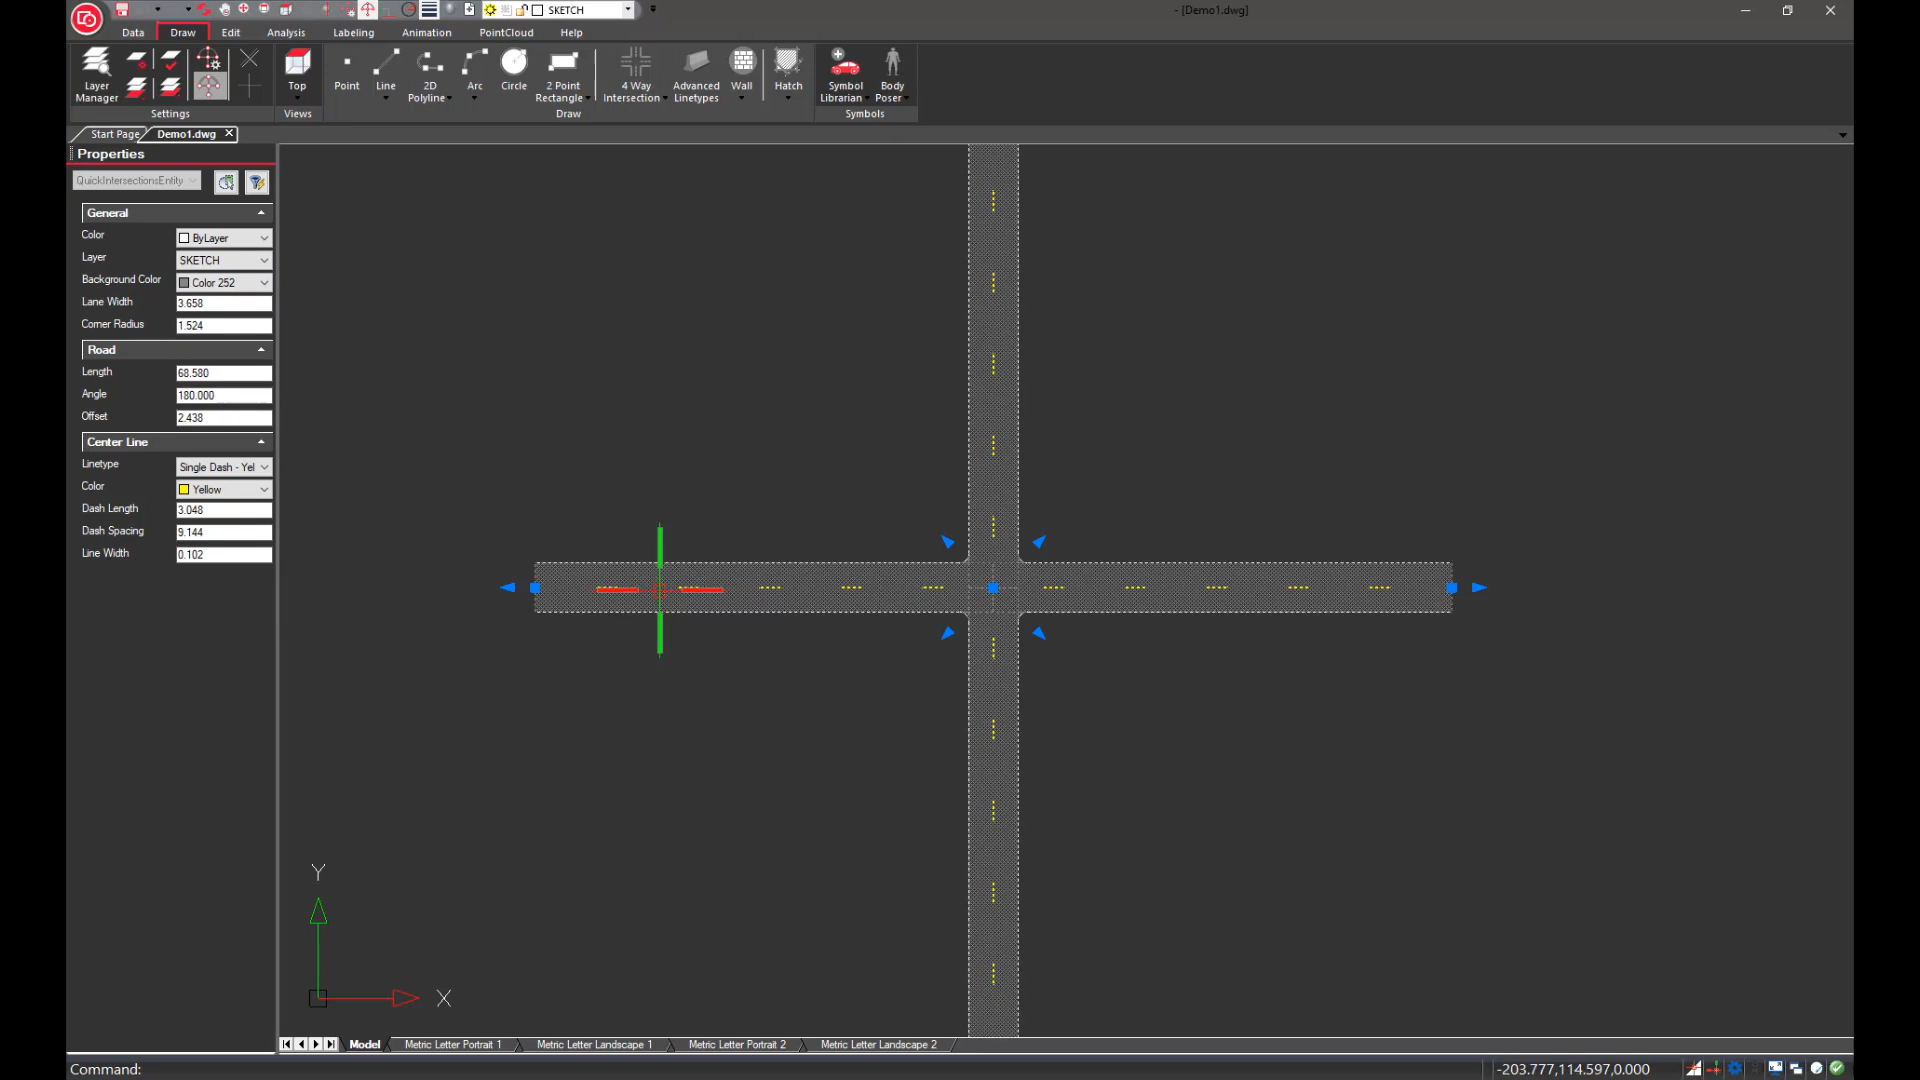 SKETCH
- [Demo1.dwg]
Data Draw Edit Analysis Labeling Animation PointCloud Help
Layer Manager
Top
Point
Line
2D Polyline
Arc
Circle
2 Point Rectangle
4 Way Intersection
Advanced Linetypes
Wall
Hatch
Symbol Librarian
Body Poser
Settings Views Draw Symbols
Start Page Demo1.dwg
Properties
QuickIntersectionsEntity
General
Color ByLayer
Layer SKETCH
Background Color Color 252
Lane Width 3.658
Corner Radius 1.524
Road
Length 68.580
Angle 180.000
Offset 2.438
Center Line
Linetype Single Dash - Yel
Color Yellow
Dash Length 3.048
Dash Spacing 9.144
Line Width 0.102
Y
X
Model Metric Letter Portrait 1 Metric Letter Landscape 1 Metric Letter Portrait 2 Metric Letter Landscape 2
Command:
-203.777,114.597,0.000